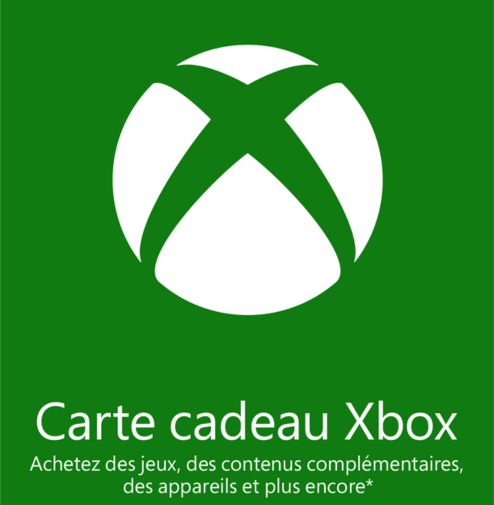 Carte cadeau Xbox
Achetez des jeux, des contenus complémentaires,
des appareils et plus encore*